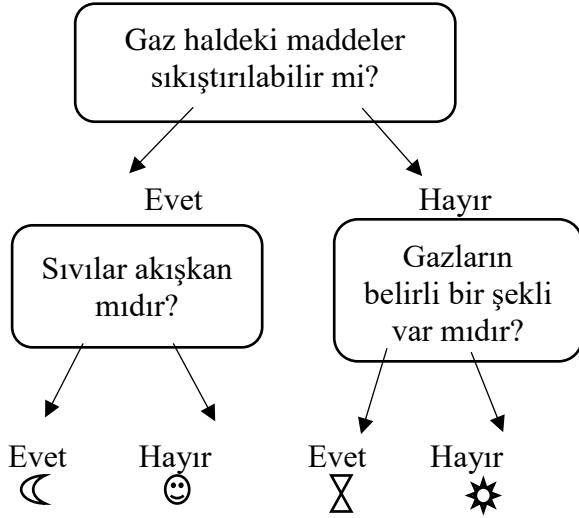 Gaz haldeki maddeler
sıkıştırılabilir mi?
Evet
Hayır
Sıvılar akışkan
mıdır?
Gazların
belirli bir şekli
var mıdır?
Evet
Hayır
Evet
Hayır